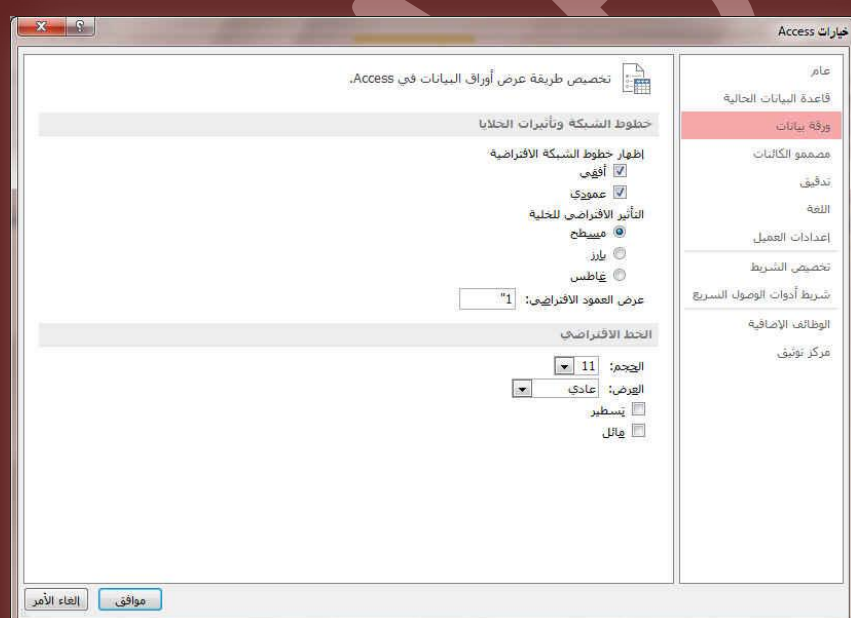 خيارات Access
عام
قاعدة البيانات الحالية
ورقة بيانات
مصممو الكائنات
تدقيق
اللغة
إعدادات العميل
تخصيص الشريط
شريط أدوات الوصول السريع
الوظائف الإضافية
مركز توثيق
تخصيص طريقة عرض أوراق البيانات في Access.
خطوط الشبكة وتأثيرات الخلايا
إظهار خطوط الشبكة الافتراضية
أفقي
عمودي
التأثير الافتراضي للخلية
مسطح
بارز
غاطس
عرض العمود الافتراضي: 1"
الخط الافتراضي
الحجم: 11
العرض: عادي
تسطير
مائل
موافق
إلغاء الأمر